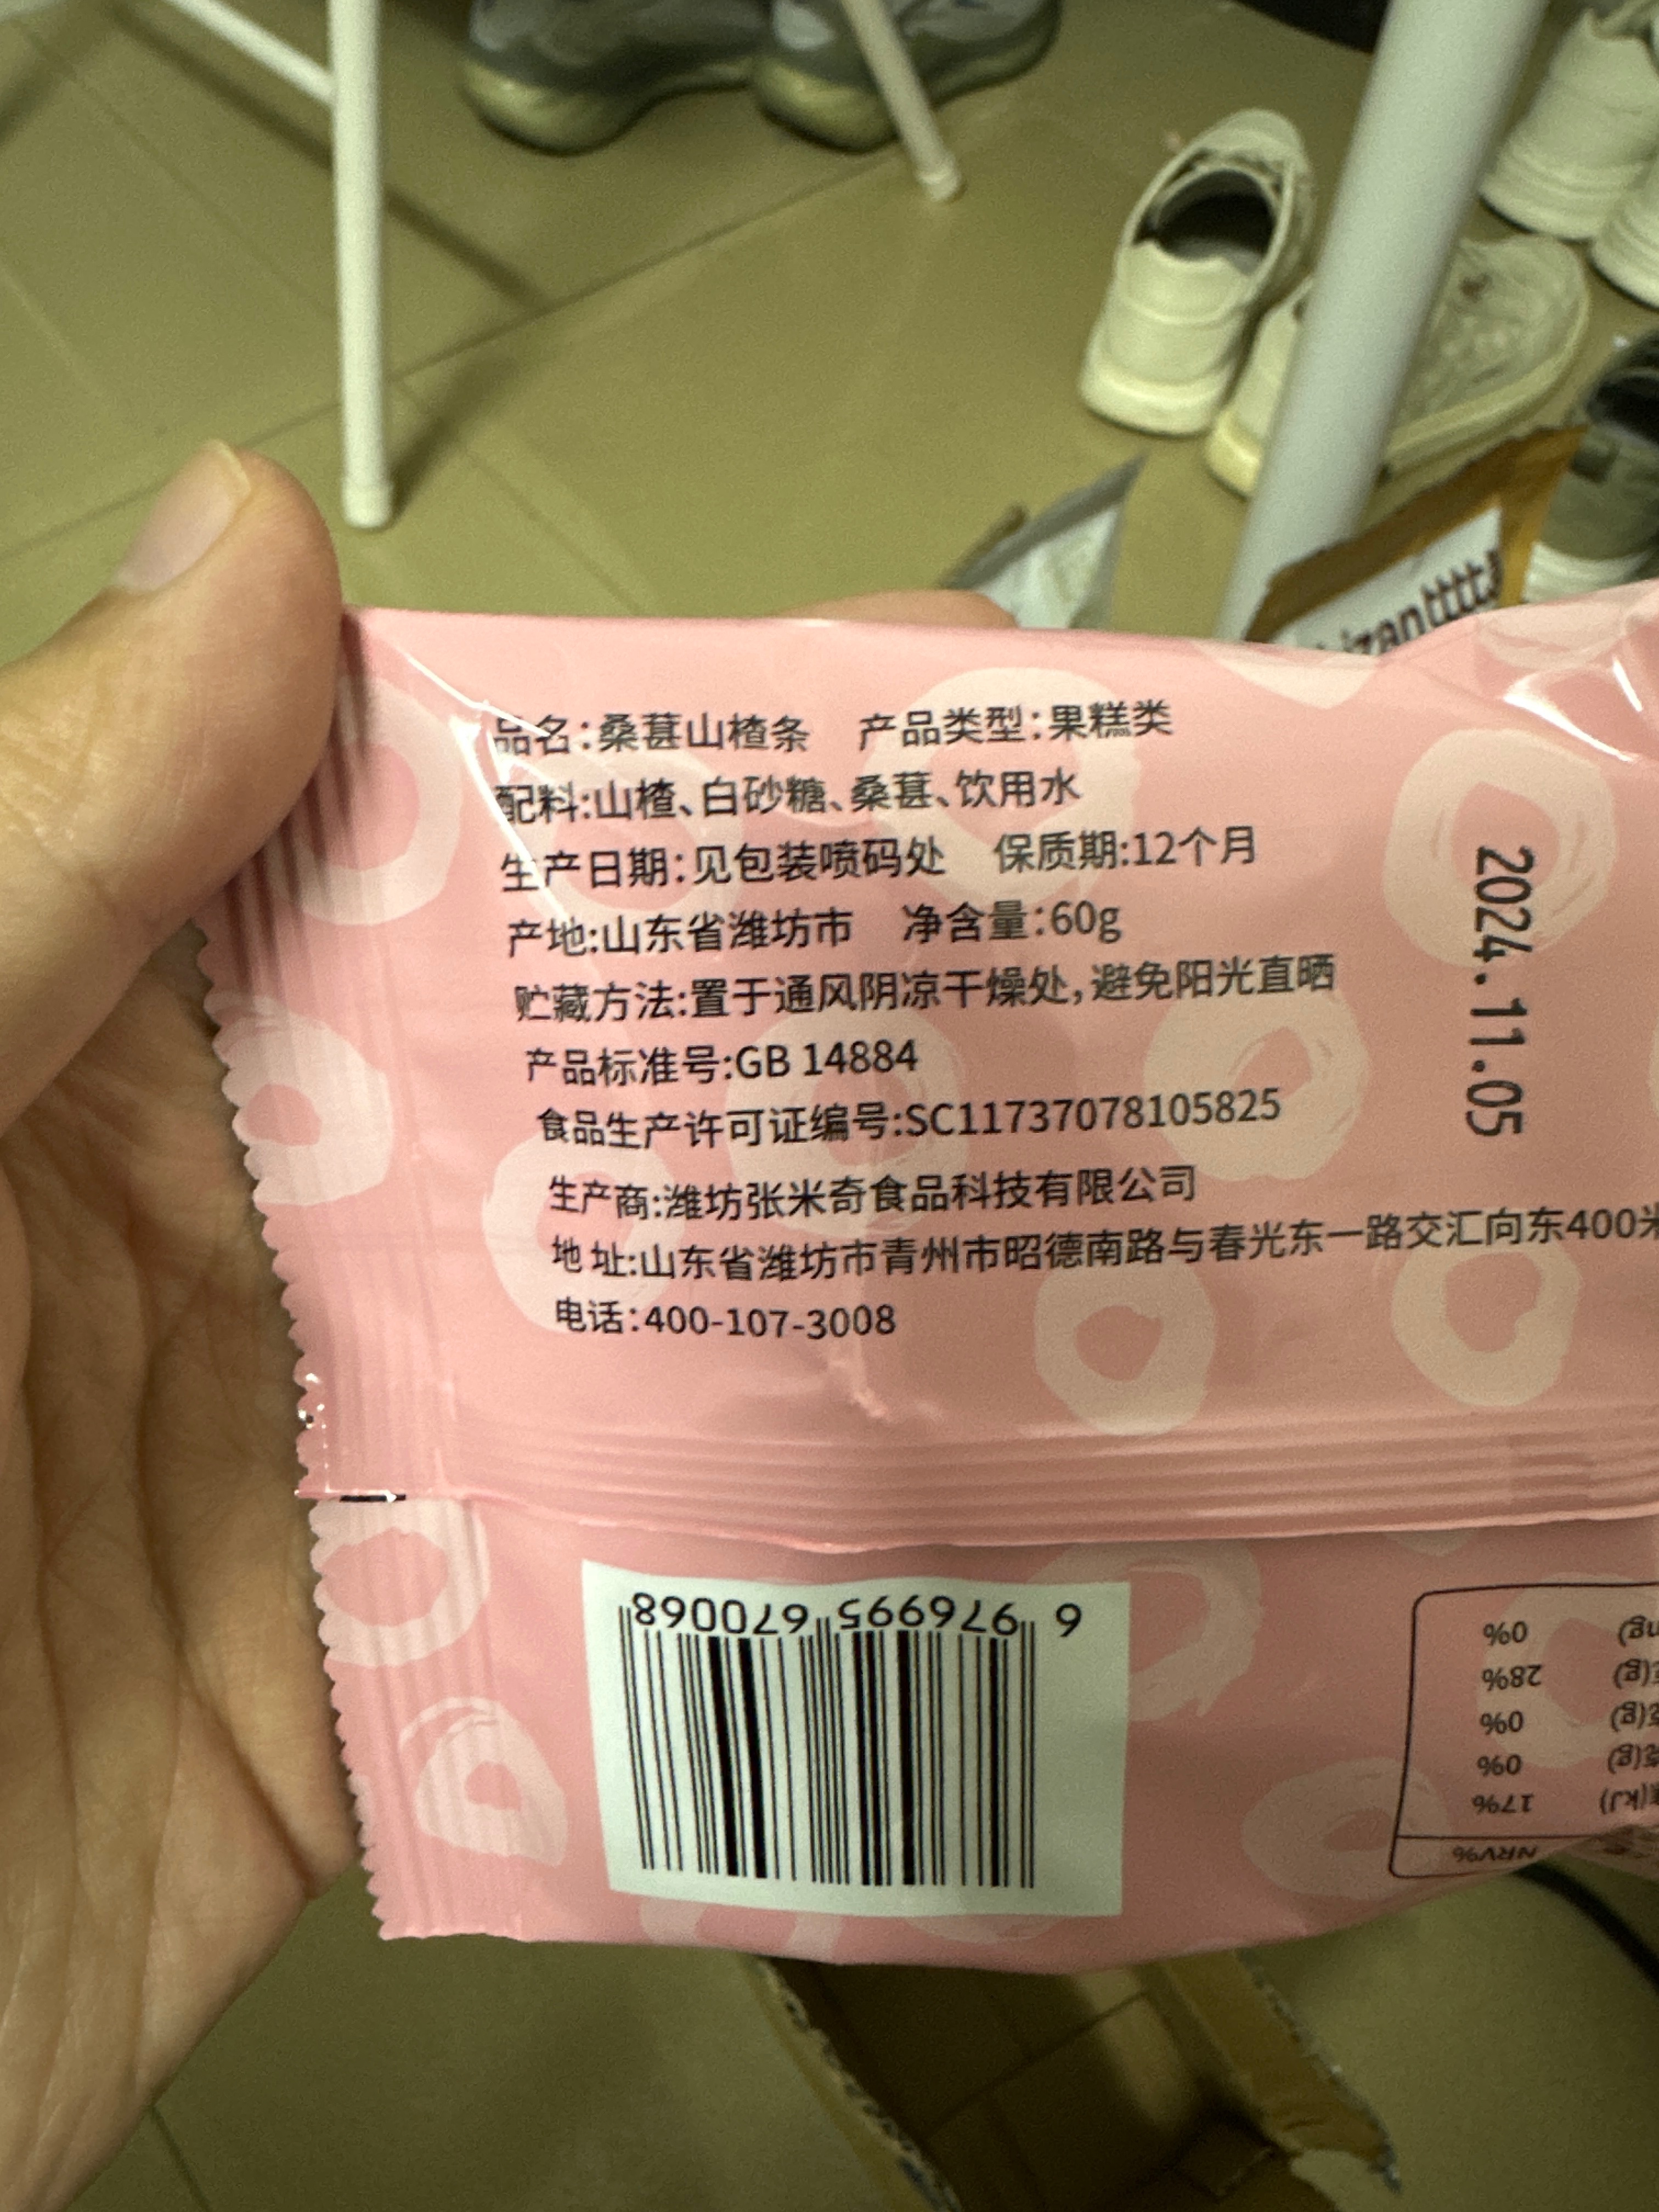 品名:桑葚山楂条 产品类型:果糕类
配料:山楂、白砂糖、桑葚、饮用水
生产日期:见包装喷码处 保质期:12个月
产地:山东省潍坊市 净含量:60g
贮藏方法:置于通风阴凉干燥处,避免阳光直晒
产品标准号:GB 14884
食品生产许可证编号:SC11737078105825
生产商:潍坊张米奇食品科技有限公司
地址:山东省潍坊市青州市昭德南路与春光东一路交汇向东400米
电话:400-107-3008
2024.11.05
6 976995 670068
NRV%
(kJ) 17%
(g) 0%
(g) 0%
(g) 28%
0%